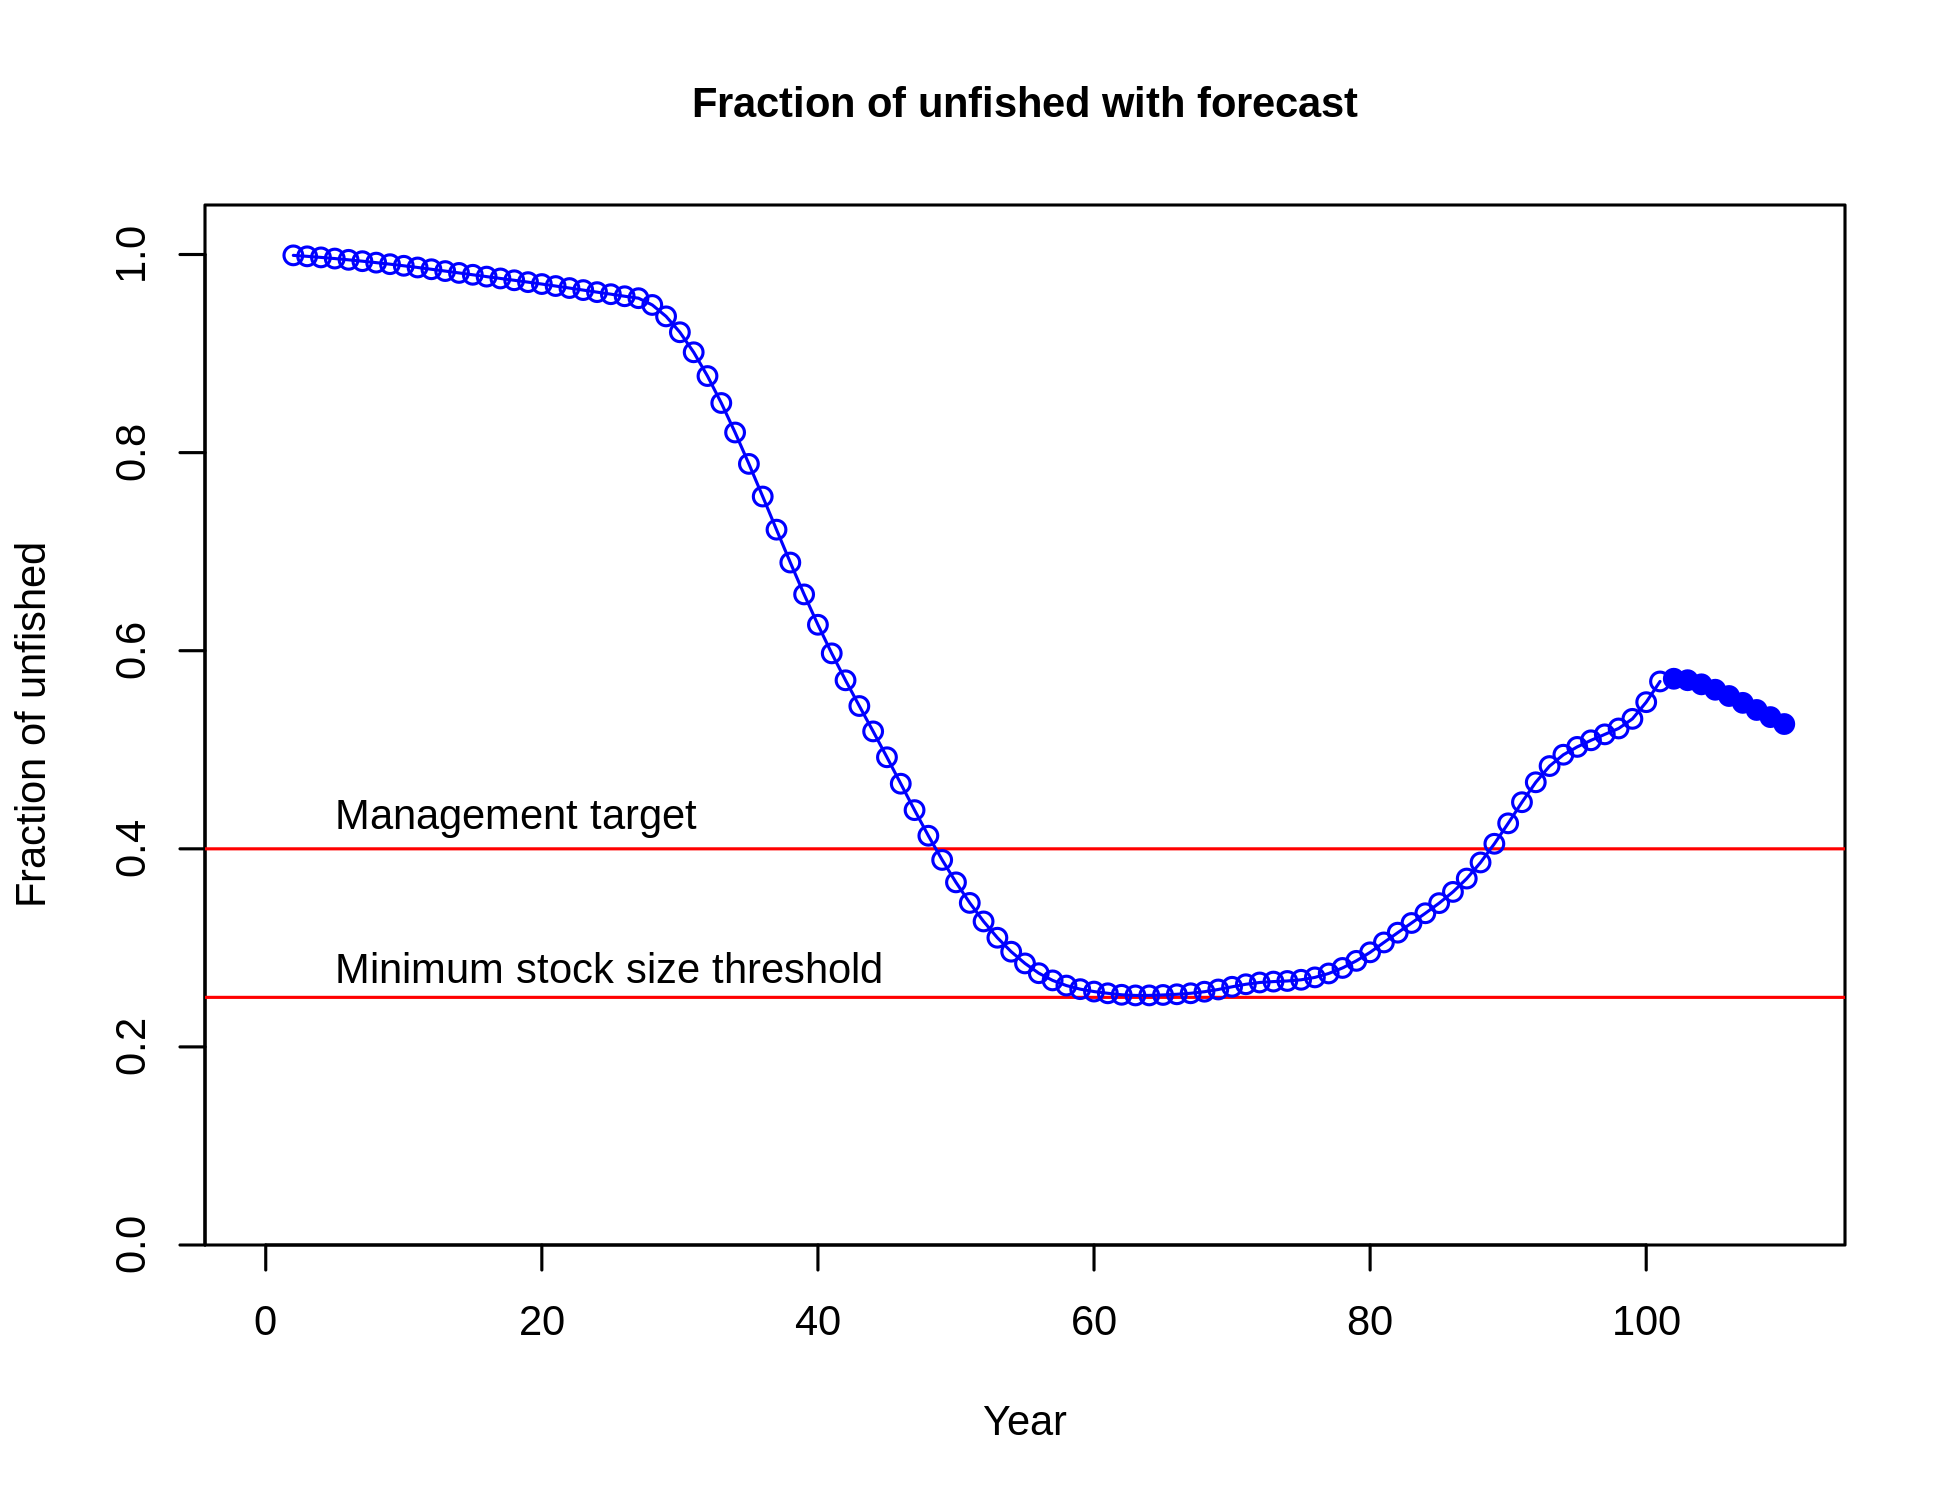 Fraction of unfished with forecast
Fraction of unfished
1.0
0.8
0.6
0.4
0.2
0.0
Management target
Minimum stock size threshold
0
20
40
60
80
100
Year